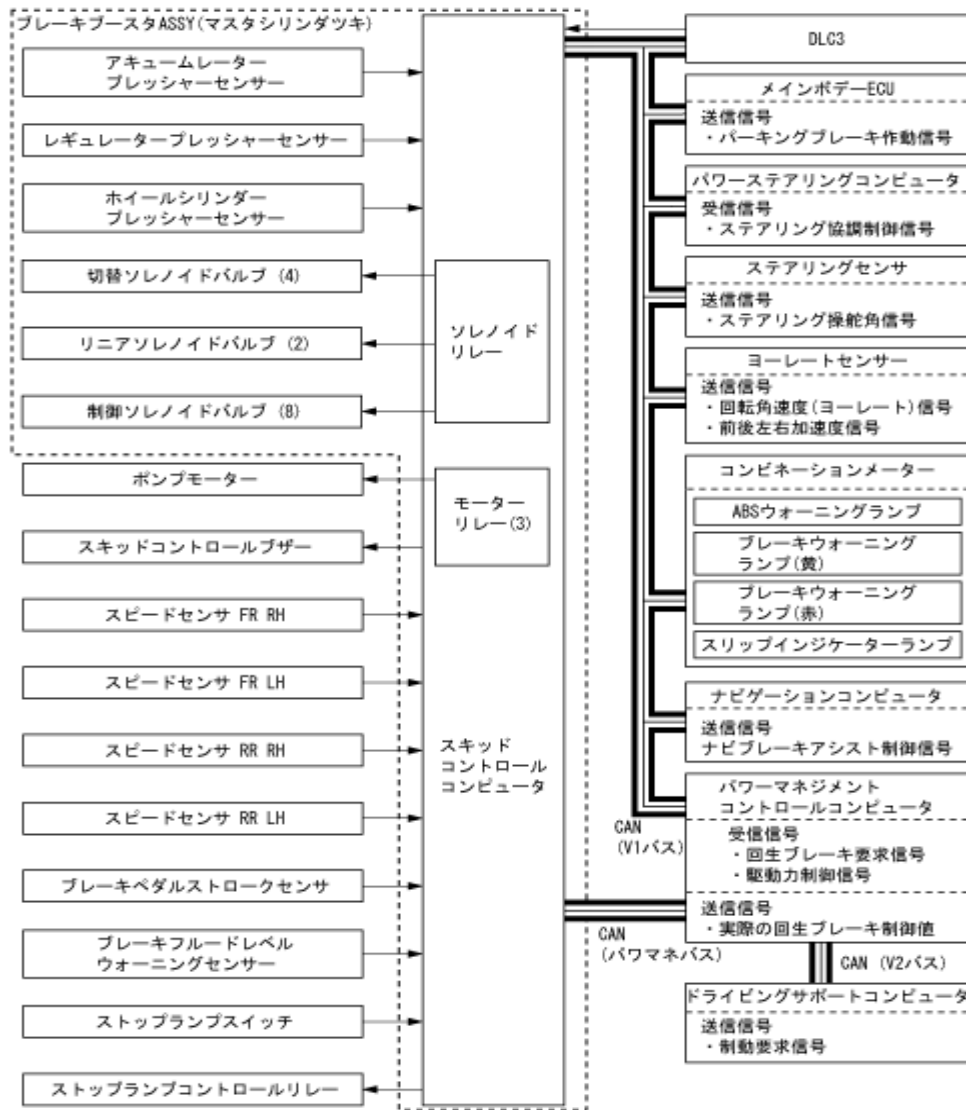 ブレーキブースタASSY(マスタシリンダツキ)
アキュームレーター
プレッシャーセンサー
レギュレータープレッシャーセンサー
ホイールシリンダー
プレッシャーセンサー
切替ソレノイドバルブ (4)
リニアソレノイドバルブ (2)
制御ソレノイドバルブ (8)
ポンプモーター
スキッドコントロールブザー
スピードセンサ FR RH
スピードセンサ FR LH
スピードセンサ RR RH
スピードセンサ RR LH
ブレーキペダルストロークセンサ
ブレーキフルードレベル
ウォーニングセンサー
ストップランプスイッチ
ストップランプコントロールリレー
ソレノイド
リレー
モーター
リレー(3)
スキッド
コントロール
コンピュータ
CAN
(V1バス)
CAN
(パワマネバス)
DLC3
メインボデーECU
送信信号
・パーキングブレーキ作動信号
パワーステアリングコンピュータ
受信信号
・ステアリング協調制御信号
ステアリングセンサ
送信信号
・ステアリング操舵角信号
ヨーレートセンサー
送信信号
・回転角速度(ヨーレート)信号
・前後左右加速度信号
コンビネーションメーター
ABSウォーニングランプ
ブレーキウォーニング
ランプ(黄)
ブレーキウォーニング
ランプ(赤)
スリップインジケーターランプ
ナビゲーションコンピュータ
送信信号
ナビブレーキアシスト制御信号
パワーマネジメント
コントロールコンピュータ
受信信号
・回生ブレーキ要求信号
・駆動力制御信号
送信信号
・実際の回生ブレーキ制御値
CAN (V2バス)
ドライビングサポートコンピュータ
送信信号
・制動要求信号